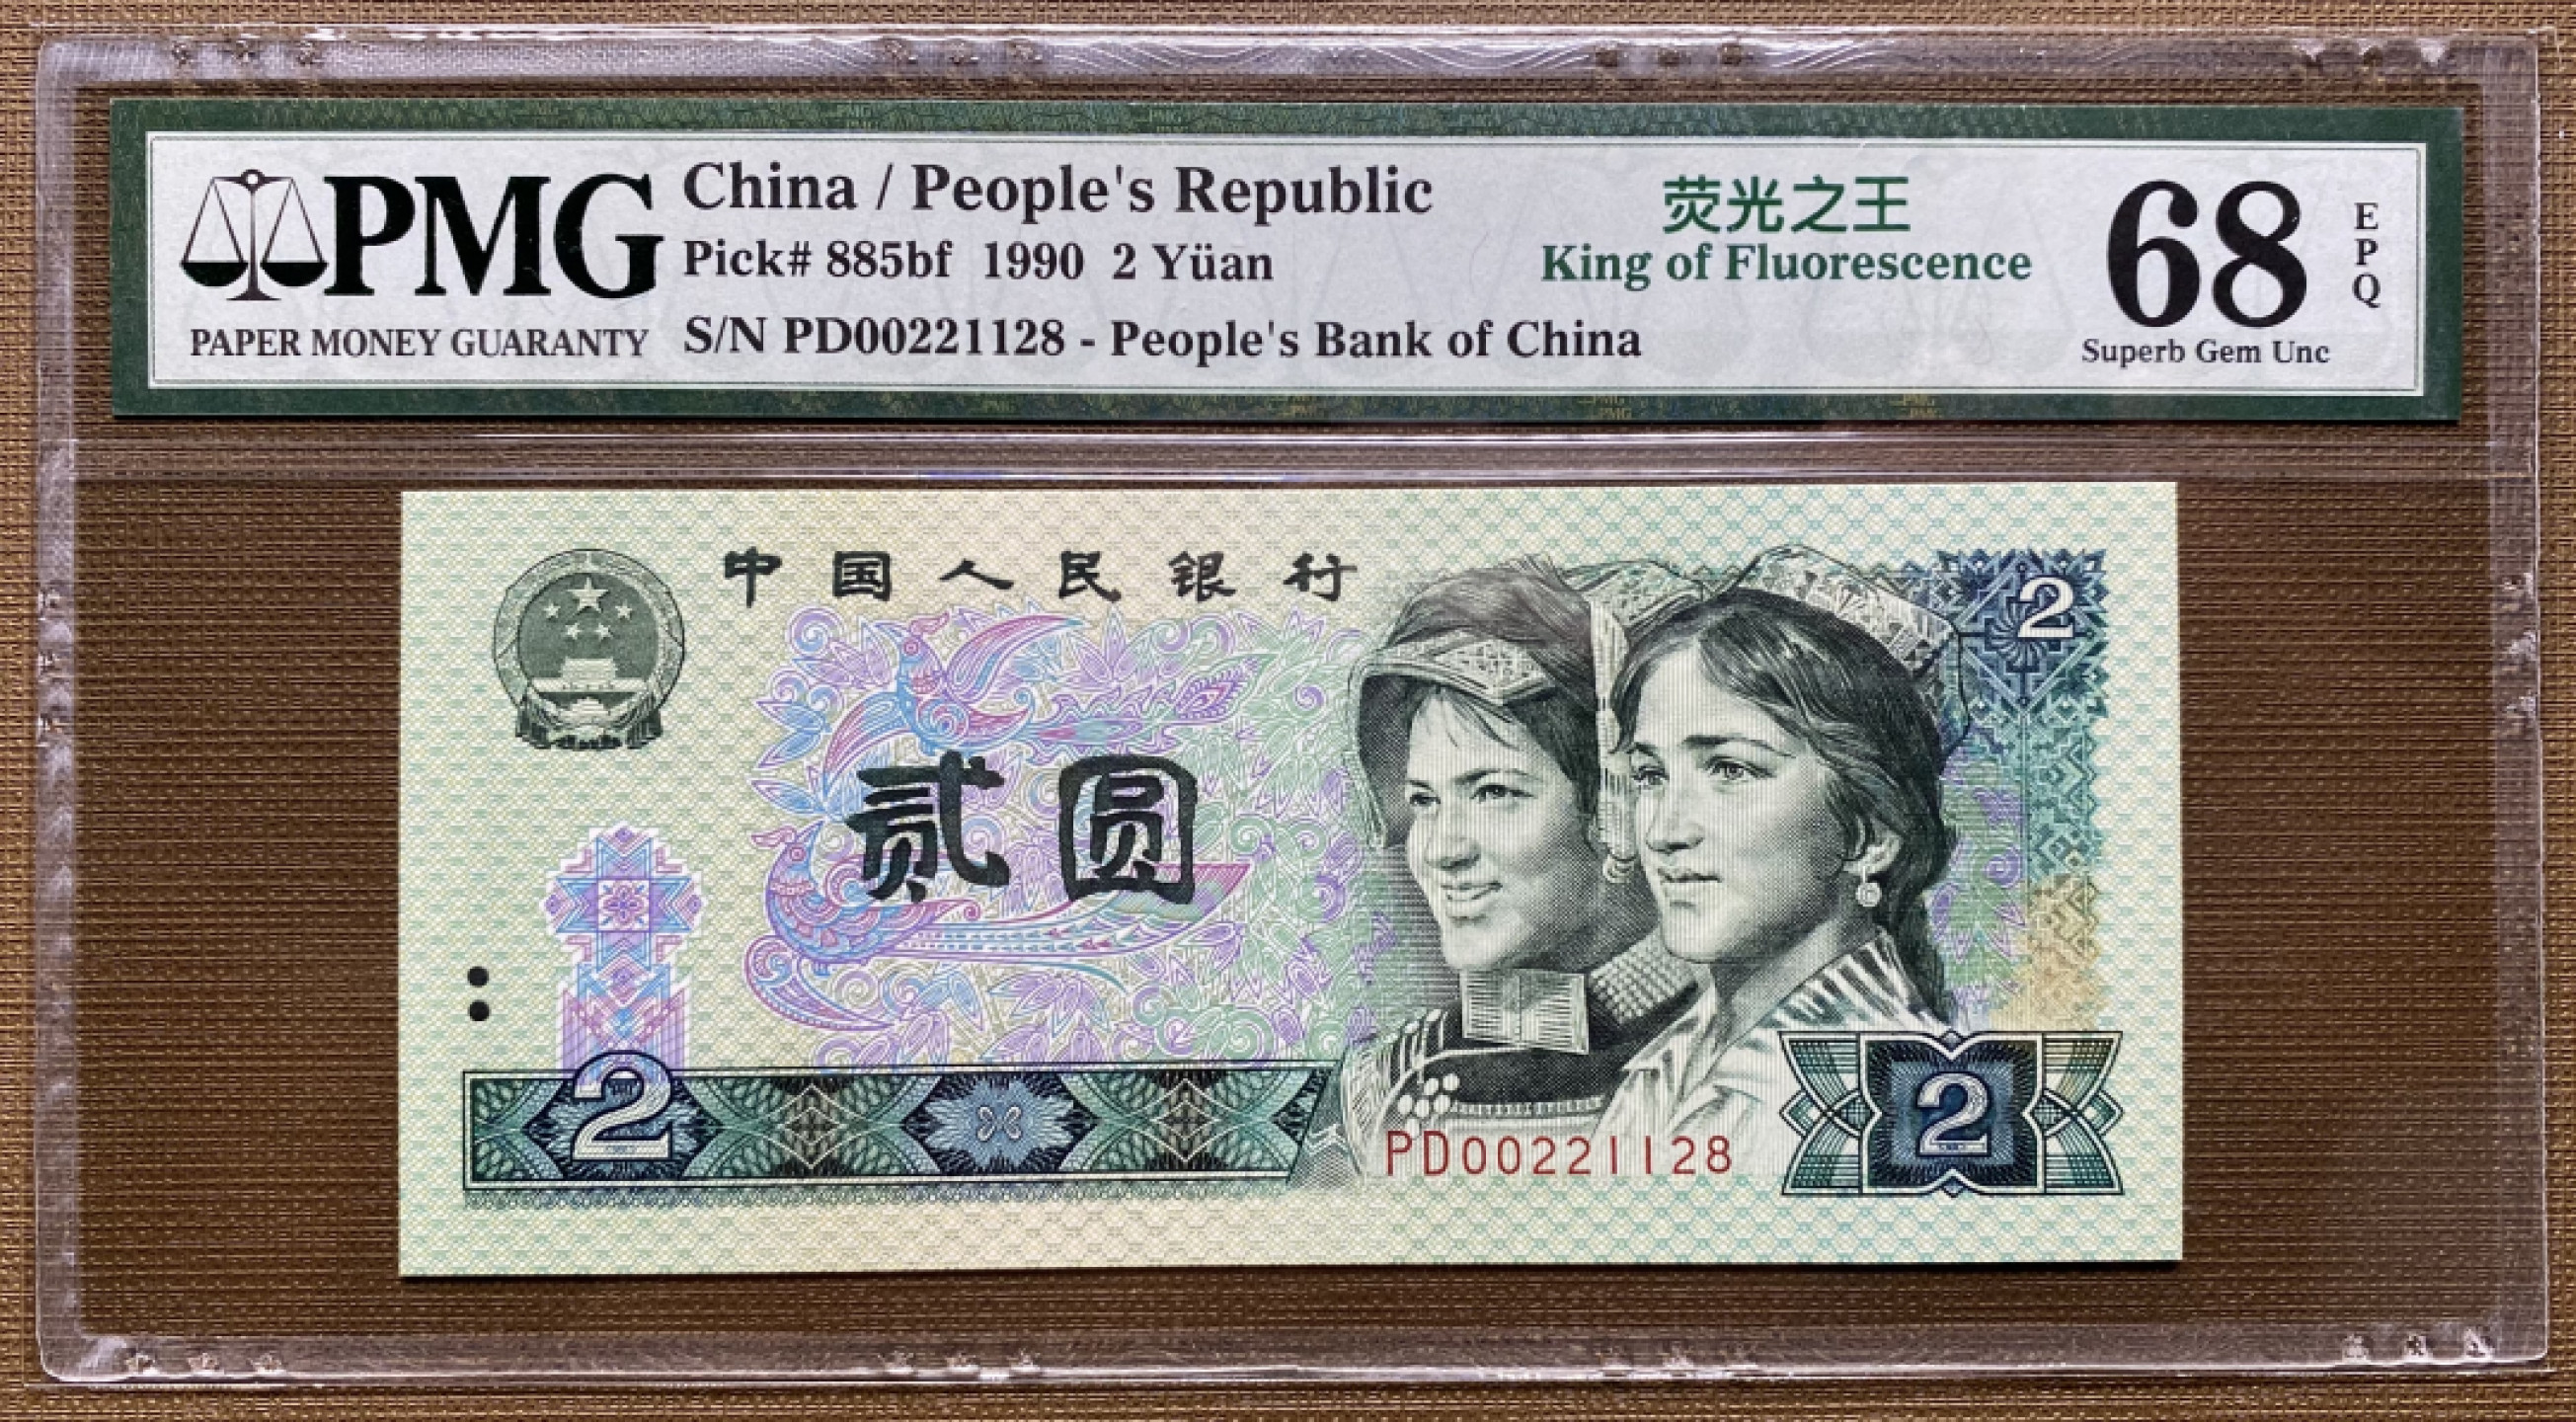 PMG
PAPER MONEY GUARANTY
China / People's Republic
Pick# 885bf 1990 2 Yüan
S/N PD00221128 - People's Bank of China
荧光之王
King of Fluorescence
68
EPQ
Superb Gem Unc
中国人民银行
2
贰圆
2
PD00221128
2